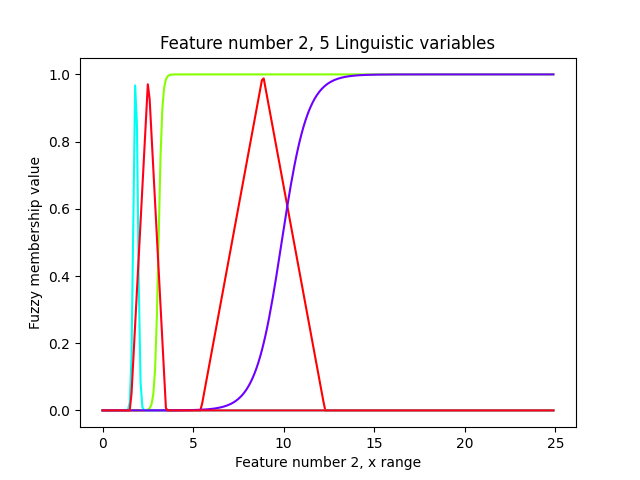 Feature number 2, 5 Linguistic variables
1.0
0.8
0.6
0.4
0.2
0.0
Fuzzy membership value
0 5 10 15 20 25
Feature number 2, x range